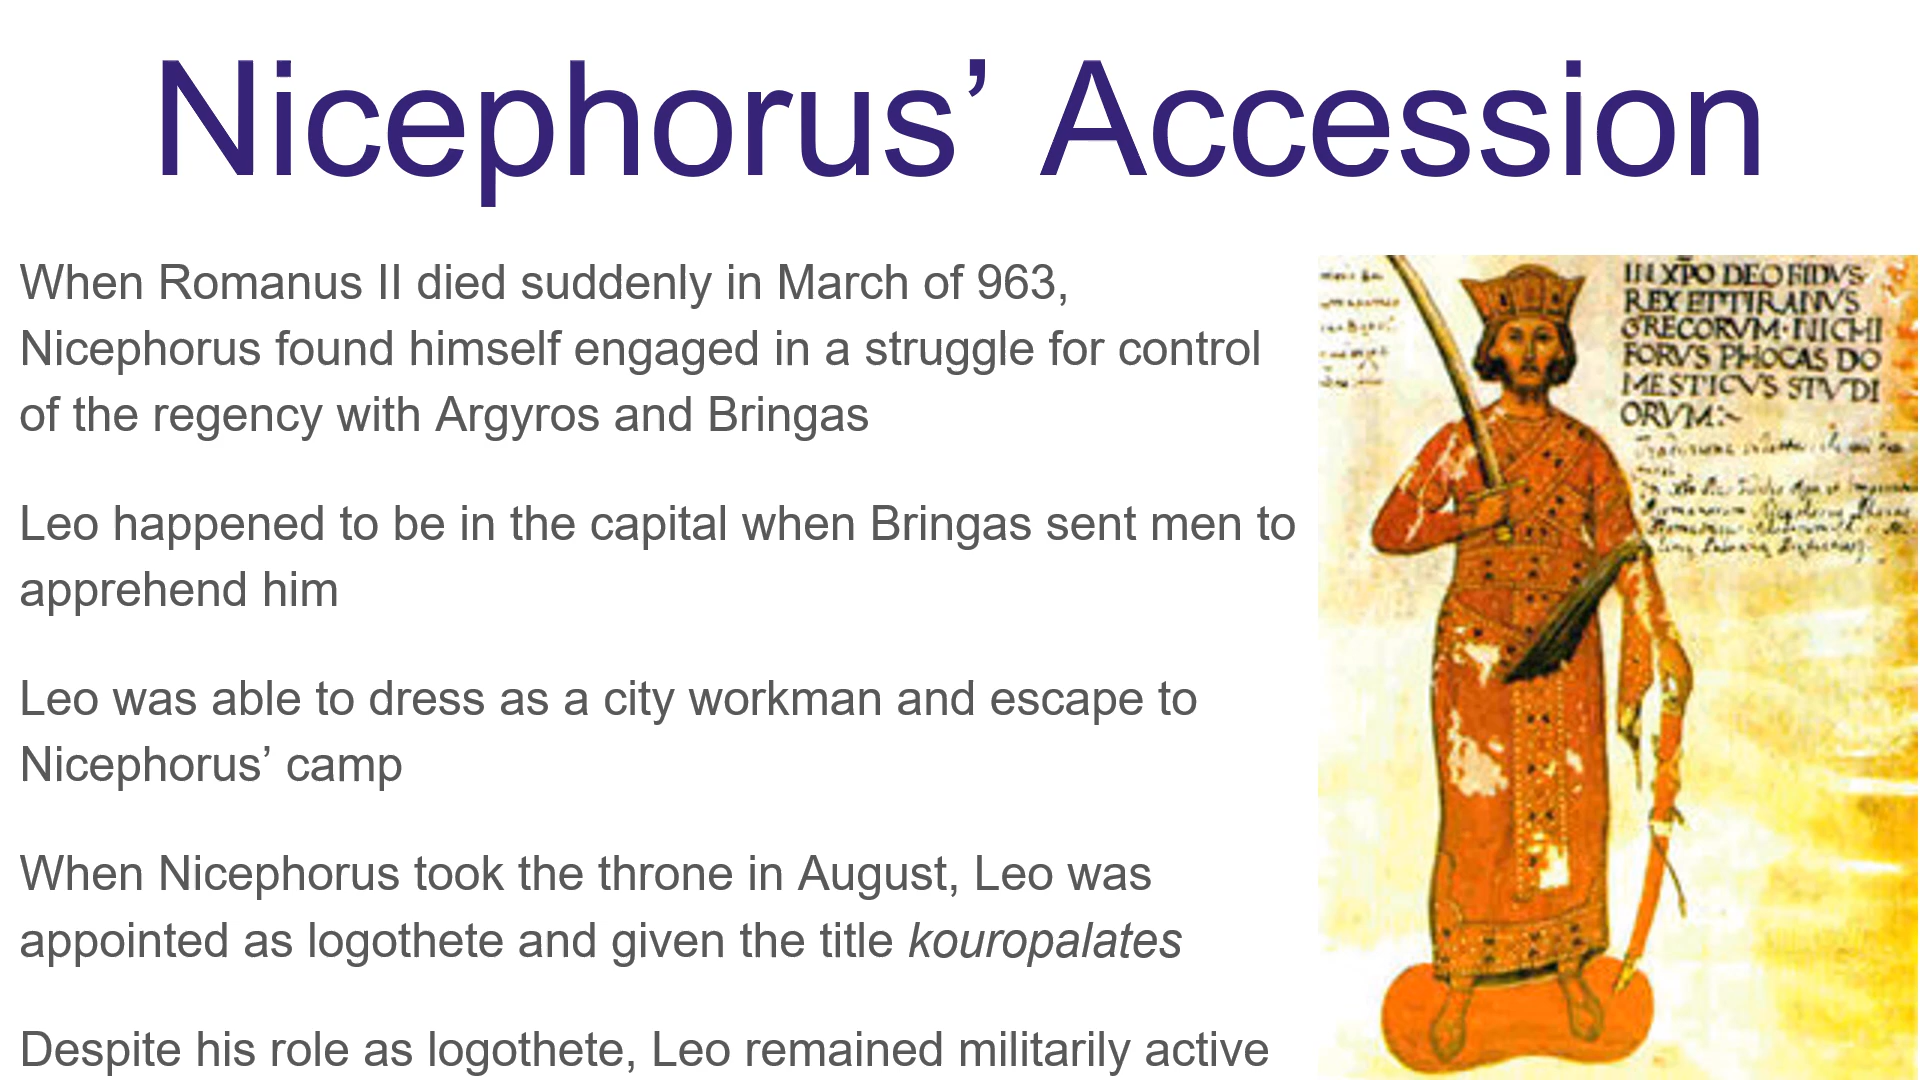 Nicephorus’ Accession
When Romanus II died suddenly in March of 963,
Nicephorus found himself engaged in a struggle for control
of the regency with Argyros and Bringas
Leo happened to be in the capital when Bringas sent men to
apprehend him
Leo was able to dress as a city workman and escape to
Nicephorus’ camp
When Nicephorus took the throne in August, Leo was
appointed as logothete and given the title kouropalates
Despite his role as logothete, Leo remained militarily active
IN XPO DEO FIDVS
REX ET TIRANVS
GRECORVM·NICHI
FORVS PHOCAS DO
MESTICVS STVDI
ORVM:~